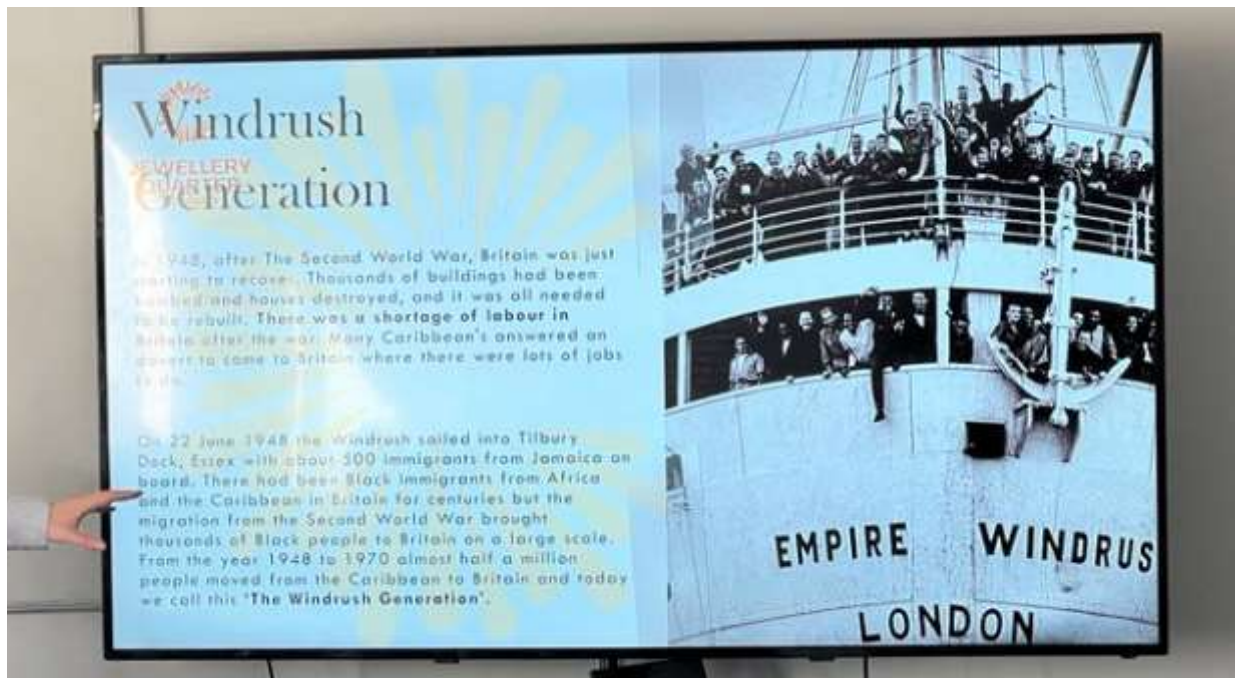 Windrush
JEWELLERY
QUARTER
Generation
In 1948, after The Second World War, Britain was just
starting to recover. Thousands of buildings had been
bombed and houses destroyed, and it was all needed
to be rebuilt. There was a shortage of labour in
Britain after the war. Many Caribbean's answered an
advert to come to Britain where there were lots of jobs
to do.
On 22 June 1948 the Windrush sailed into Tilbury
Dock, Essex with about 500 immigrants from Jamaica on
board. There had been Black immigrants from Africa
and the Caribbean in Britain for centuries but the
migration from the Second World War brought
thousands of Black people to Britain on a large scale.
From the year 1948 to 1970 almost half a million
people moved from the Caribbean to Britain and today
we call this 'The Windrush Generation'.
EMPIRE WINDRUS
LONDON